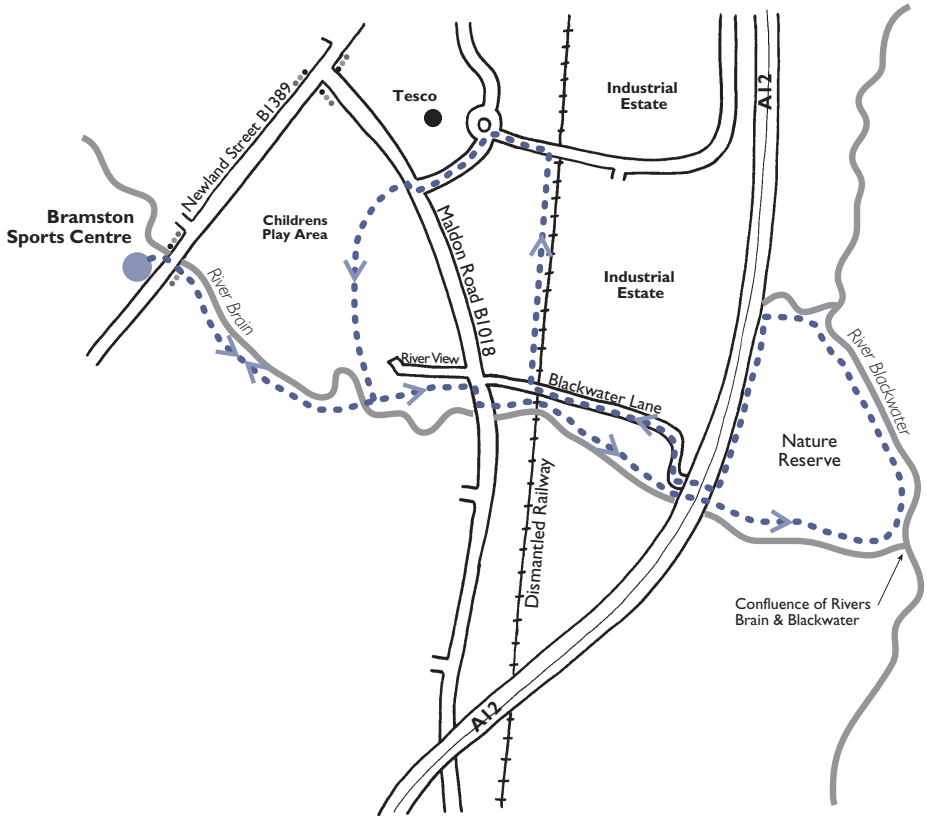 A12
Industrial
Estate
Tesco
Newland Street B1389
Bramston
Sports Centre
Childrens
Play Area
Maldon Road B1018
River Brain
Industrial
Estate
River View
Blackwater Lane
River Blackwater
Nature
Reserve
Dismantled Railway
Confluence of Rivers
Brain & Blackwater
A12